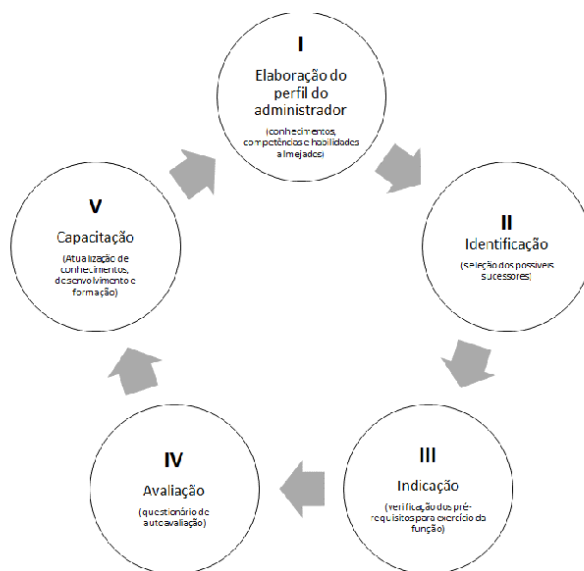 I
Elaboração do
perfil do
administrador
(conhecimentos,
competências e habilidades
almejados)
II
Identificação
(seleção dos possíveis
sucessores)
III
Indicação
(verificação dos pré-
requisitos para exercício da
função)
IV
Avaliação
(questionário de
autoavaliação)
V
Capacitação
(Atualização de
conhecimentos,
desenvolvimento e
formação)